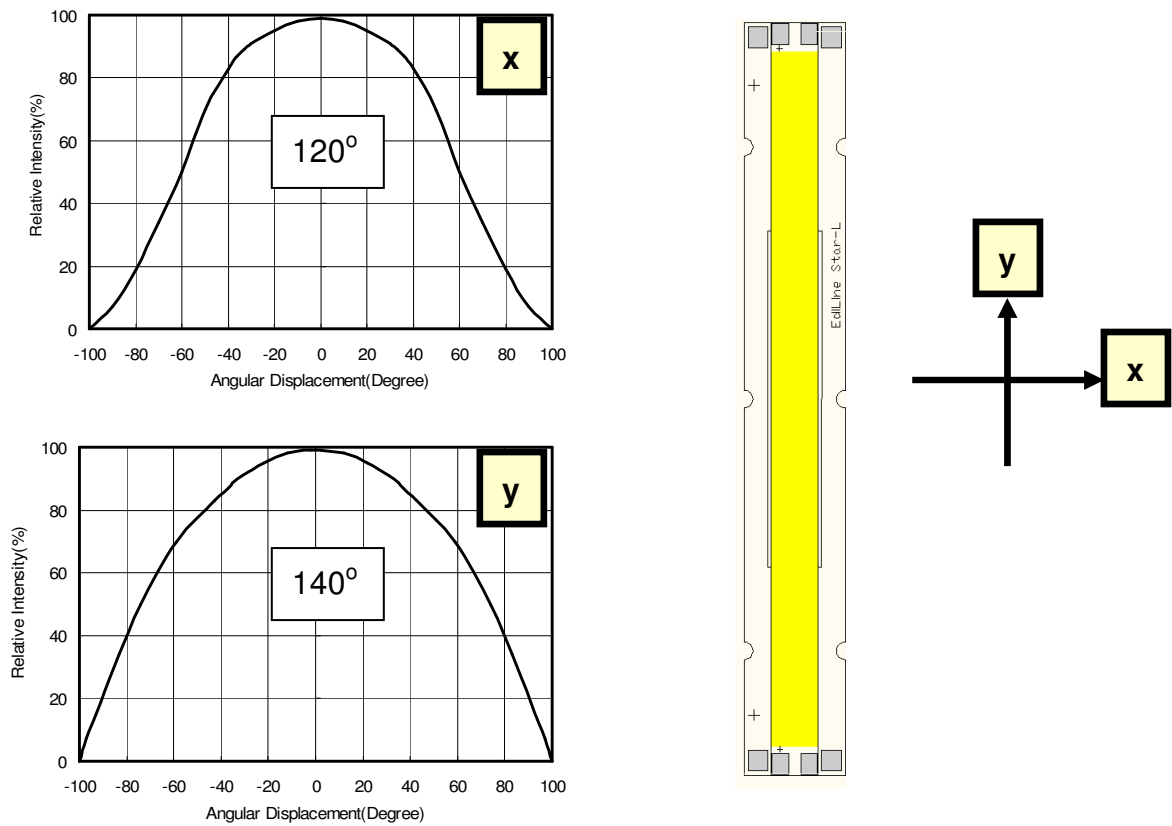 100
80
60
40
20
0
Relative Intensity(%)
x
120°
-100 -80 -60 -40 -20 0 20 40 60 80 100
Angular Displacement(Degree)
100
80
60
40
20
0
Relative Intensity(%)
y
140°
-100 -80 -60 -40 -20 0 20 40 60 80 100
Angular Displacement(Degree)
EdiLine Star-L
y
x